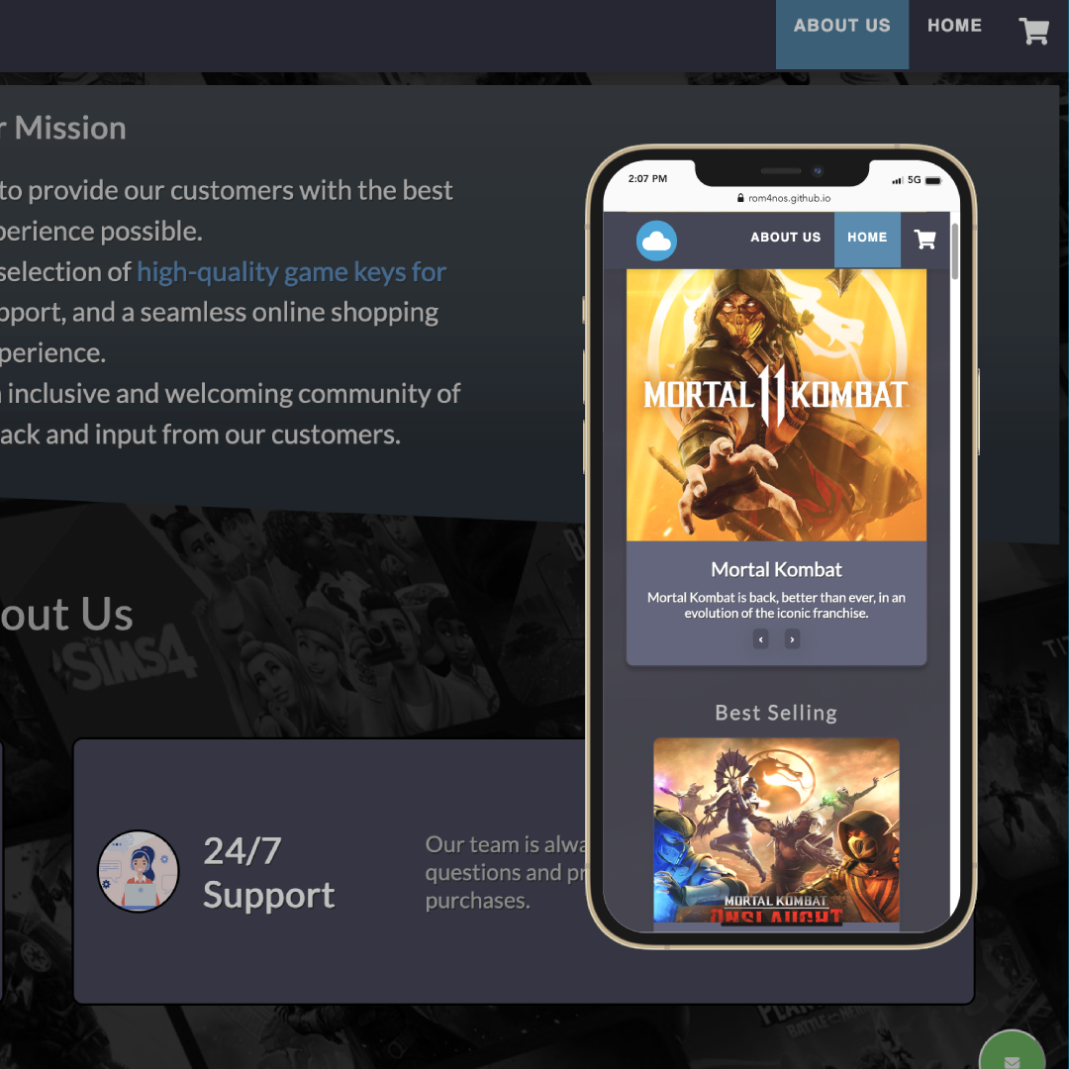 ABOUT US HOME
r Mission
to provide our customers with the best
perience possible.
selection of high-quality game keys for
pport, and a seamless online shopping
perience.
inclusive and welcoming community of
ack and input from our customers.
out Us
THE
SIMS4
24/7
Support
Our team is alwa
questions and pr
purchases.
BATTLE
2:07 PM 5G
rom4nos.github.io
ABOUT US HOME
MORTAL 11 KOMBAT
Mortal Kombat
Mortal Kombat is back, better than ever, in an
evolution of the iconic franchise.
‹ ›
Best Selling
MORTAL KOMBAT
ONSLAUGHT